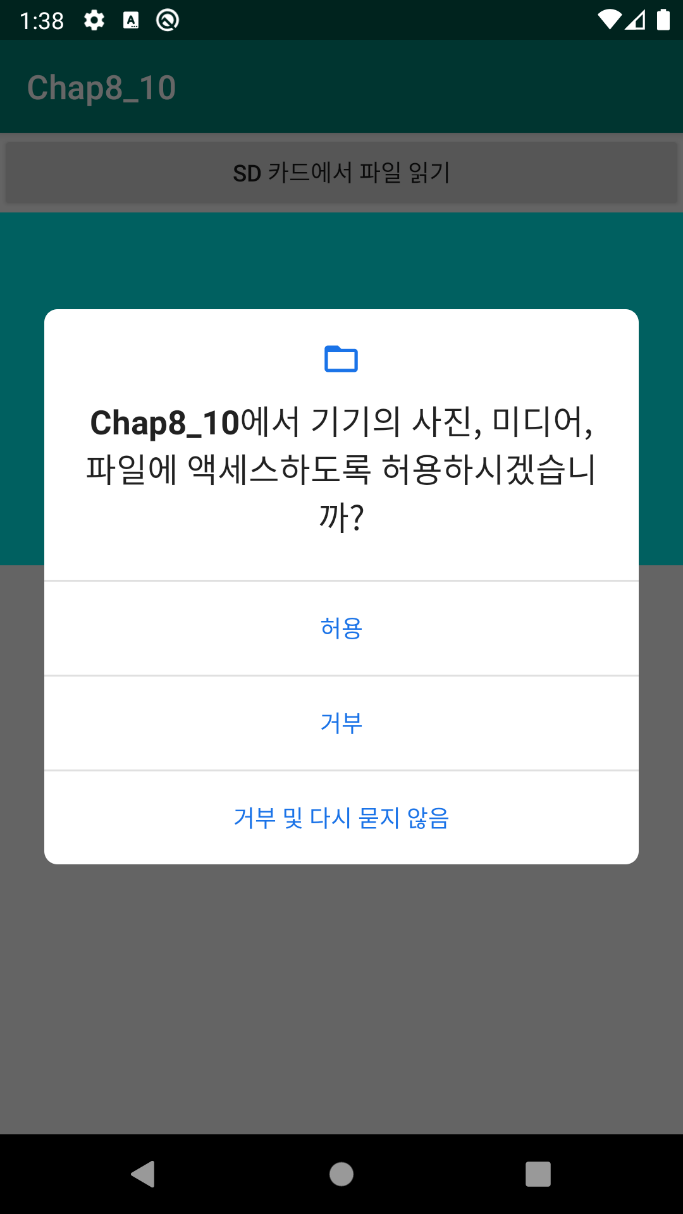 1:38
Chap8_10
SD 카드에서 파일 읽기
Chap8_10에서 기기의 사진, 미디어,
파일에 액세스하도록 허용하시겠습니
까?
허용
거부
거부 및 다시 묻지 않음